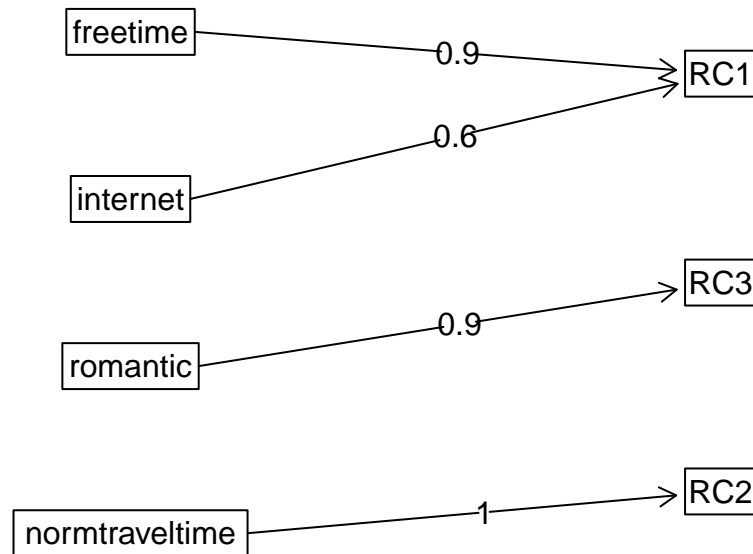 freetime
0.9
RC1
0.6
internet
RC3
0.9
romantic
RC2
1
normtraveltime